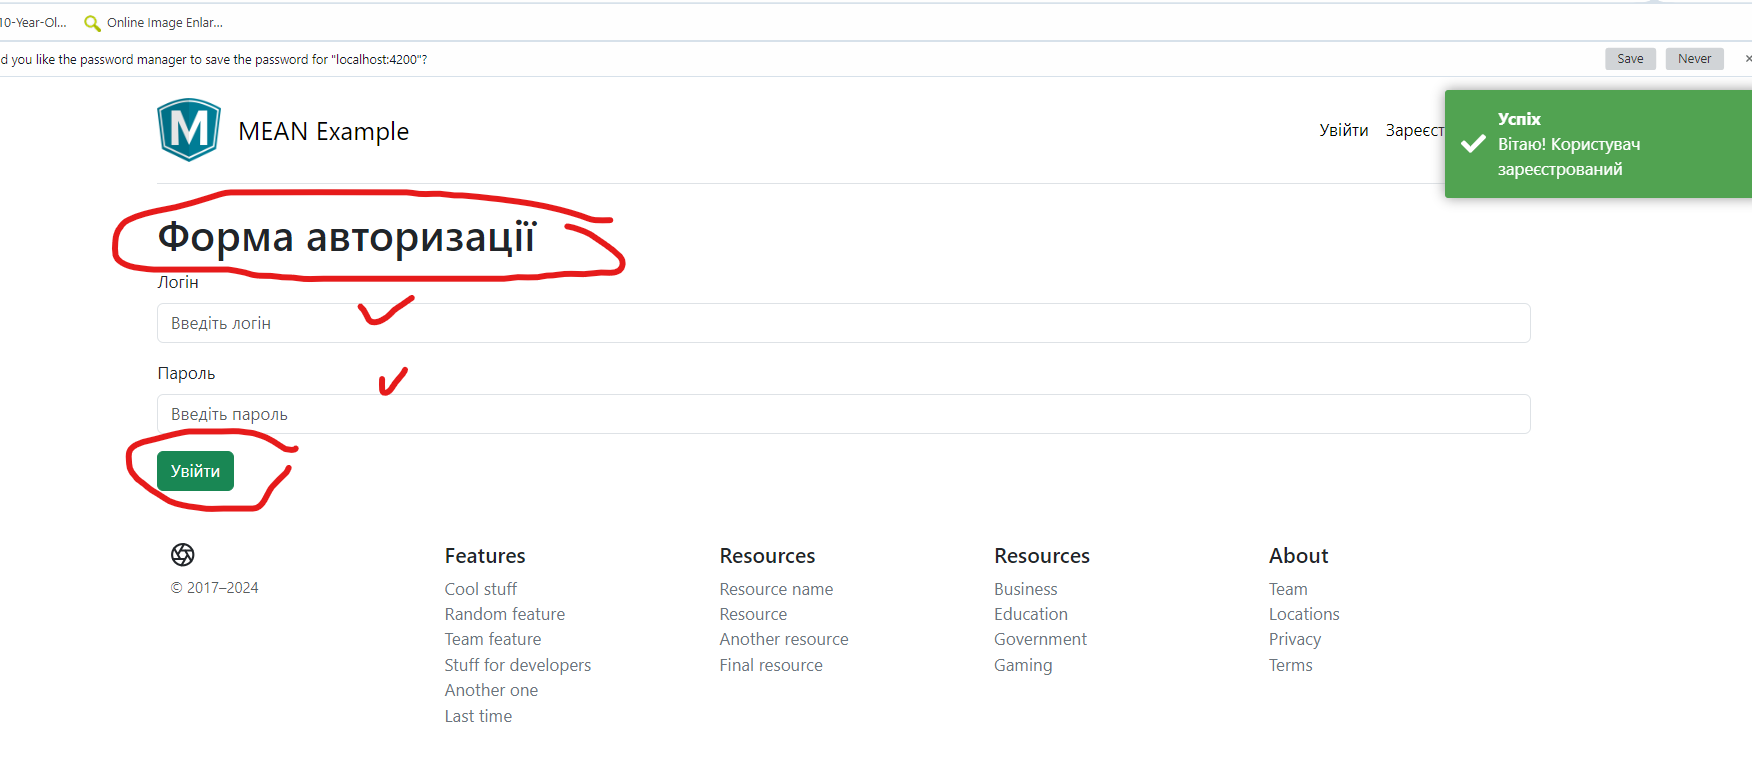 10-Year-Ol... Online Image Enlar...
d you like the password manager to save the password for "localhost:4200"? Save Never
M MEAN Example Увійти Зареєст
Успіх
Вітаю! Користувач
зареєстрований
Форма авторизації
Логін
Введіть логін
Пароль
Введіть пароль
Увійти
© 2017–2024
Features
Cool stuff
Random feature
Team feature
Stuff for developers
Another one
Last time
Resources
Resource name
Resource
Another resource
Final resource
Resources
Business
Education
Government
Gaming
About
Team
Locations
Privacy
Terms